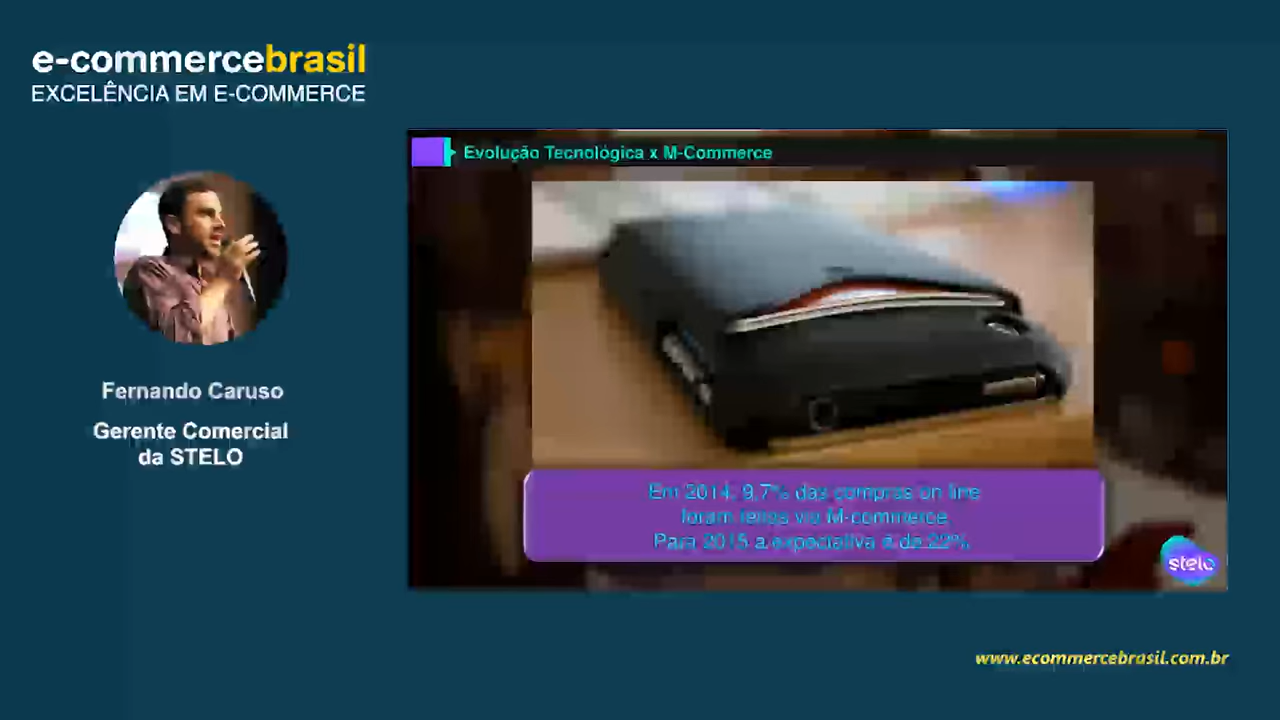 e-commercebrasil
EXCELÊNCIA EM E-COMMERCE
Evolução Tecnológica x M-Commerce
Fernando Caruso
Gerente Comercial
da STELO
Em 2014, 9,7% das compras on line
foram feitas via M-commerce.
Para 2015 a expectativa é de 22%.
stelo
www.ecommercebrasil.com.br